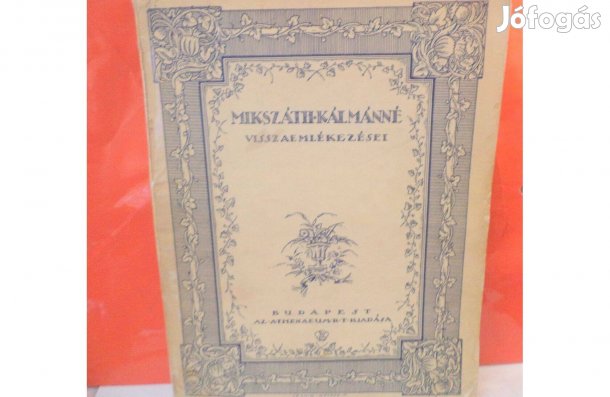 Jófogás
MIKSZÁTH-KÁLMÁNNÉ
VISSZAEMLÉKEZÉSEI
BUDAPEST
AZ-ATHENAEUM-R-T-KIADÁSA